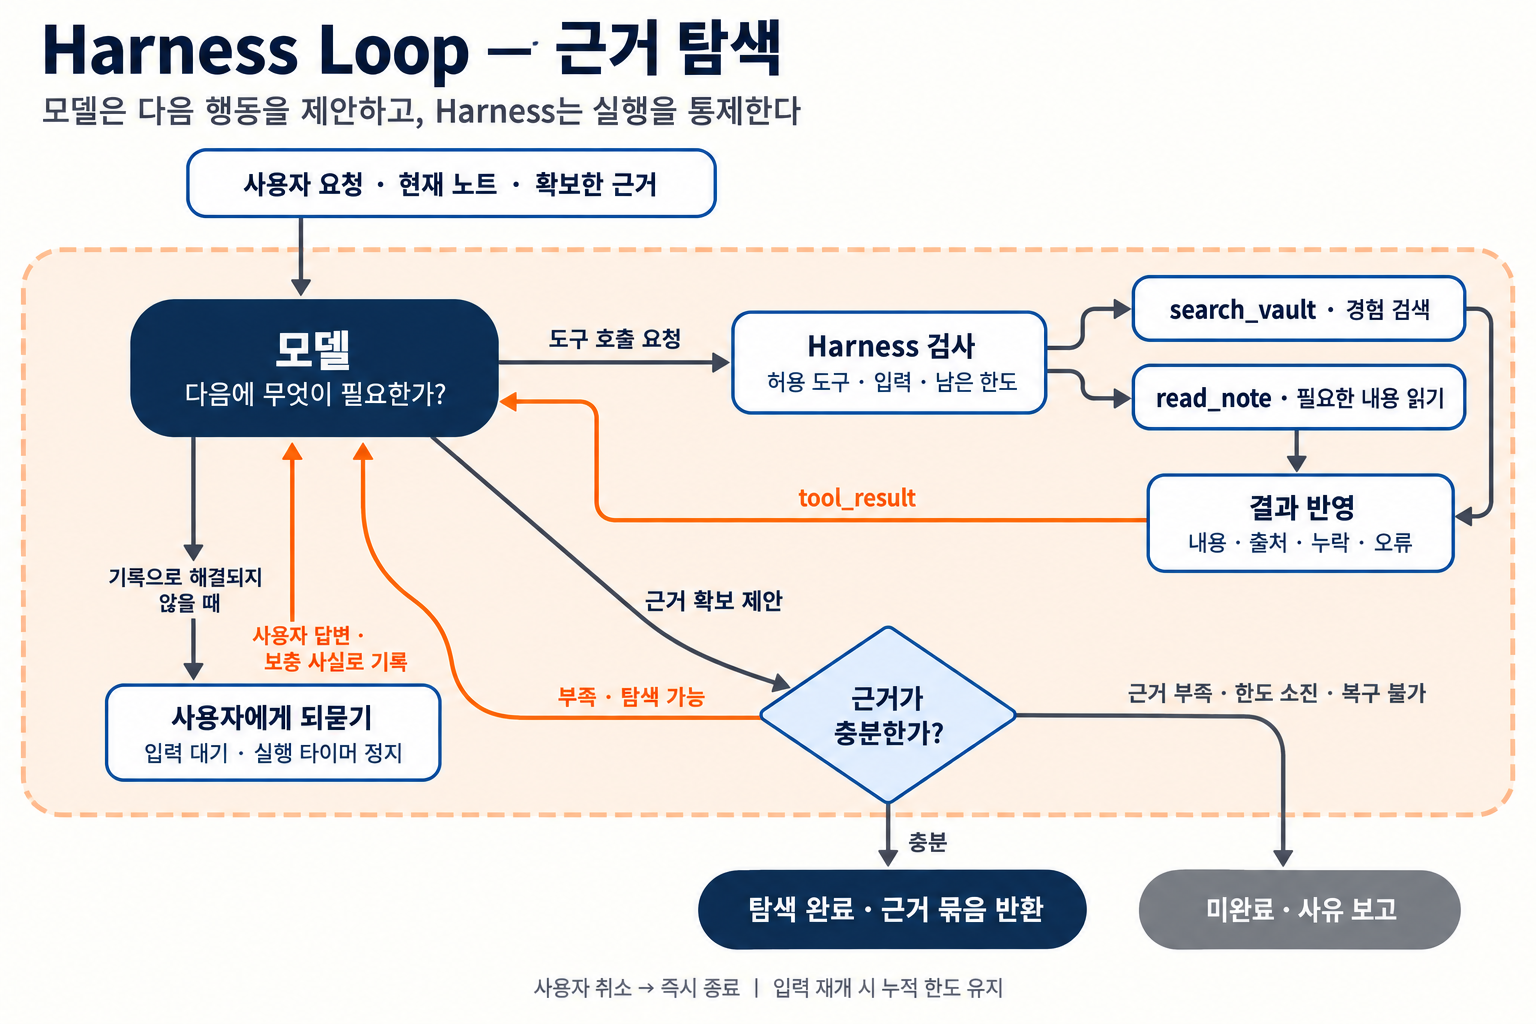 Harness Loop — 근거 탐색
모델은 다음 행동을 제안하고, Harness는 실행을 통제한다
사용자 요청 · 현재 노트 · 확보한 근거
모델
다음에 무엇이 필요한가?
도구 호출 요청
Harness 검사
허용 도구 · 입력 · 남은 한도
search_vault · 경험 검색
read_note · 필요한 내용 읽기
결과 반영
내용 · 출처 · 누락 · 오류
tool_result
기록으로 해결되지
않을 때
사용자 답변 ·
보충 사실로 기록
근거 확보 제안
사용자에게 되묻기
입력 대기 · 실행 타이머 정지
부족 · 탐색 가능
근거가
충분한가?
근거 부족 · 한도 소진 · 복구 불가
충분
탐색 완료 · 근거 묶음 반환
미완료 · 사유 보고
사용자 취소 → 즉시 종료 | 입력 재개 시 누적 한도 유지